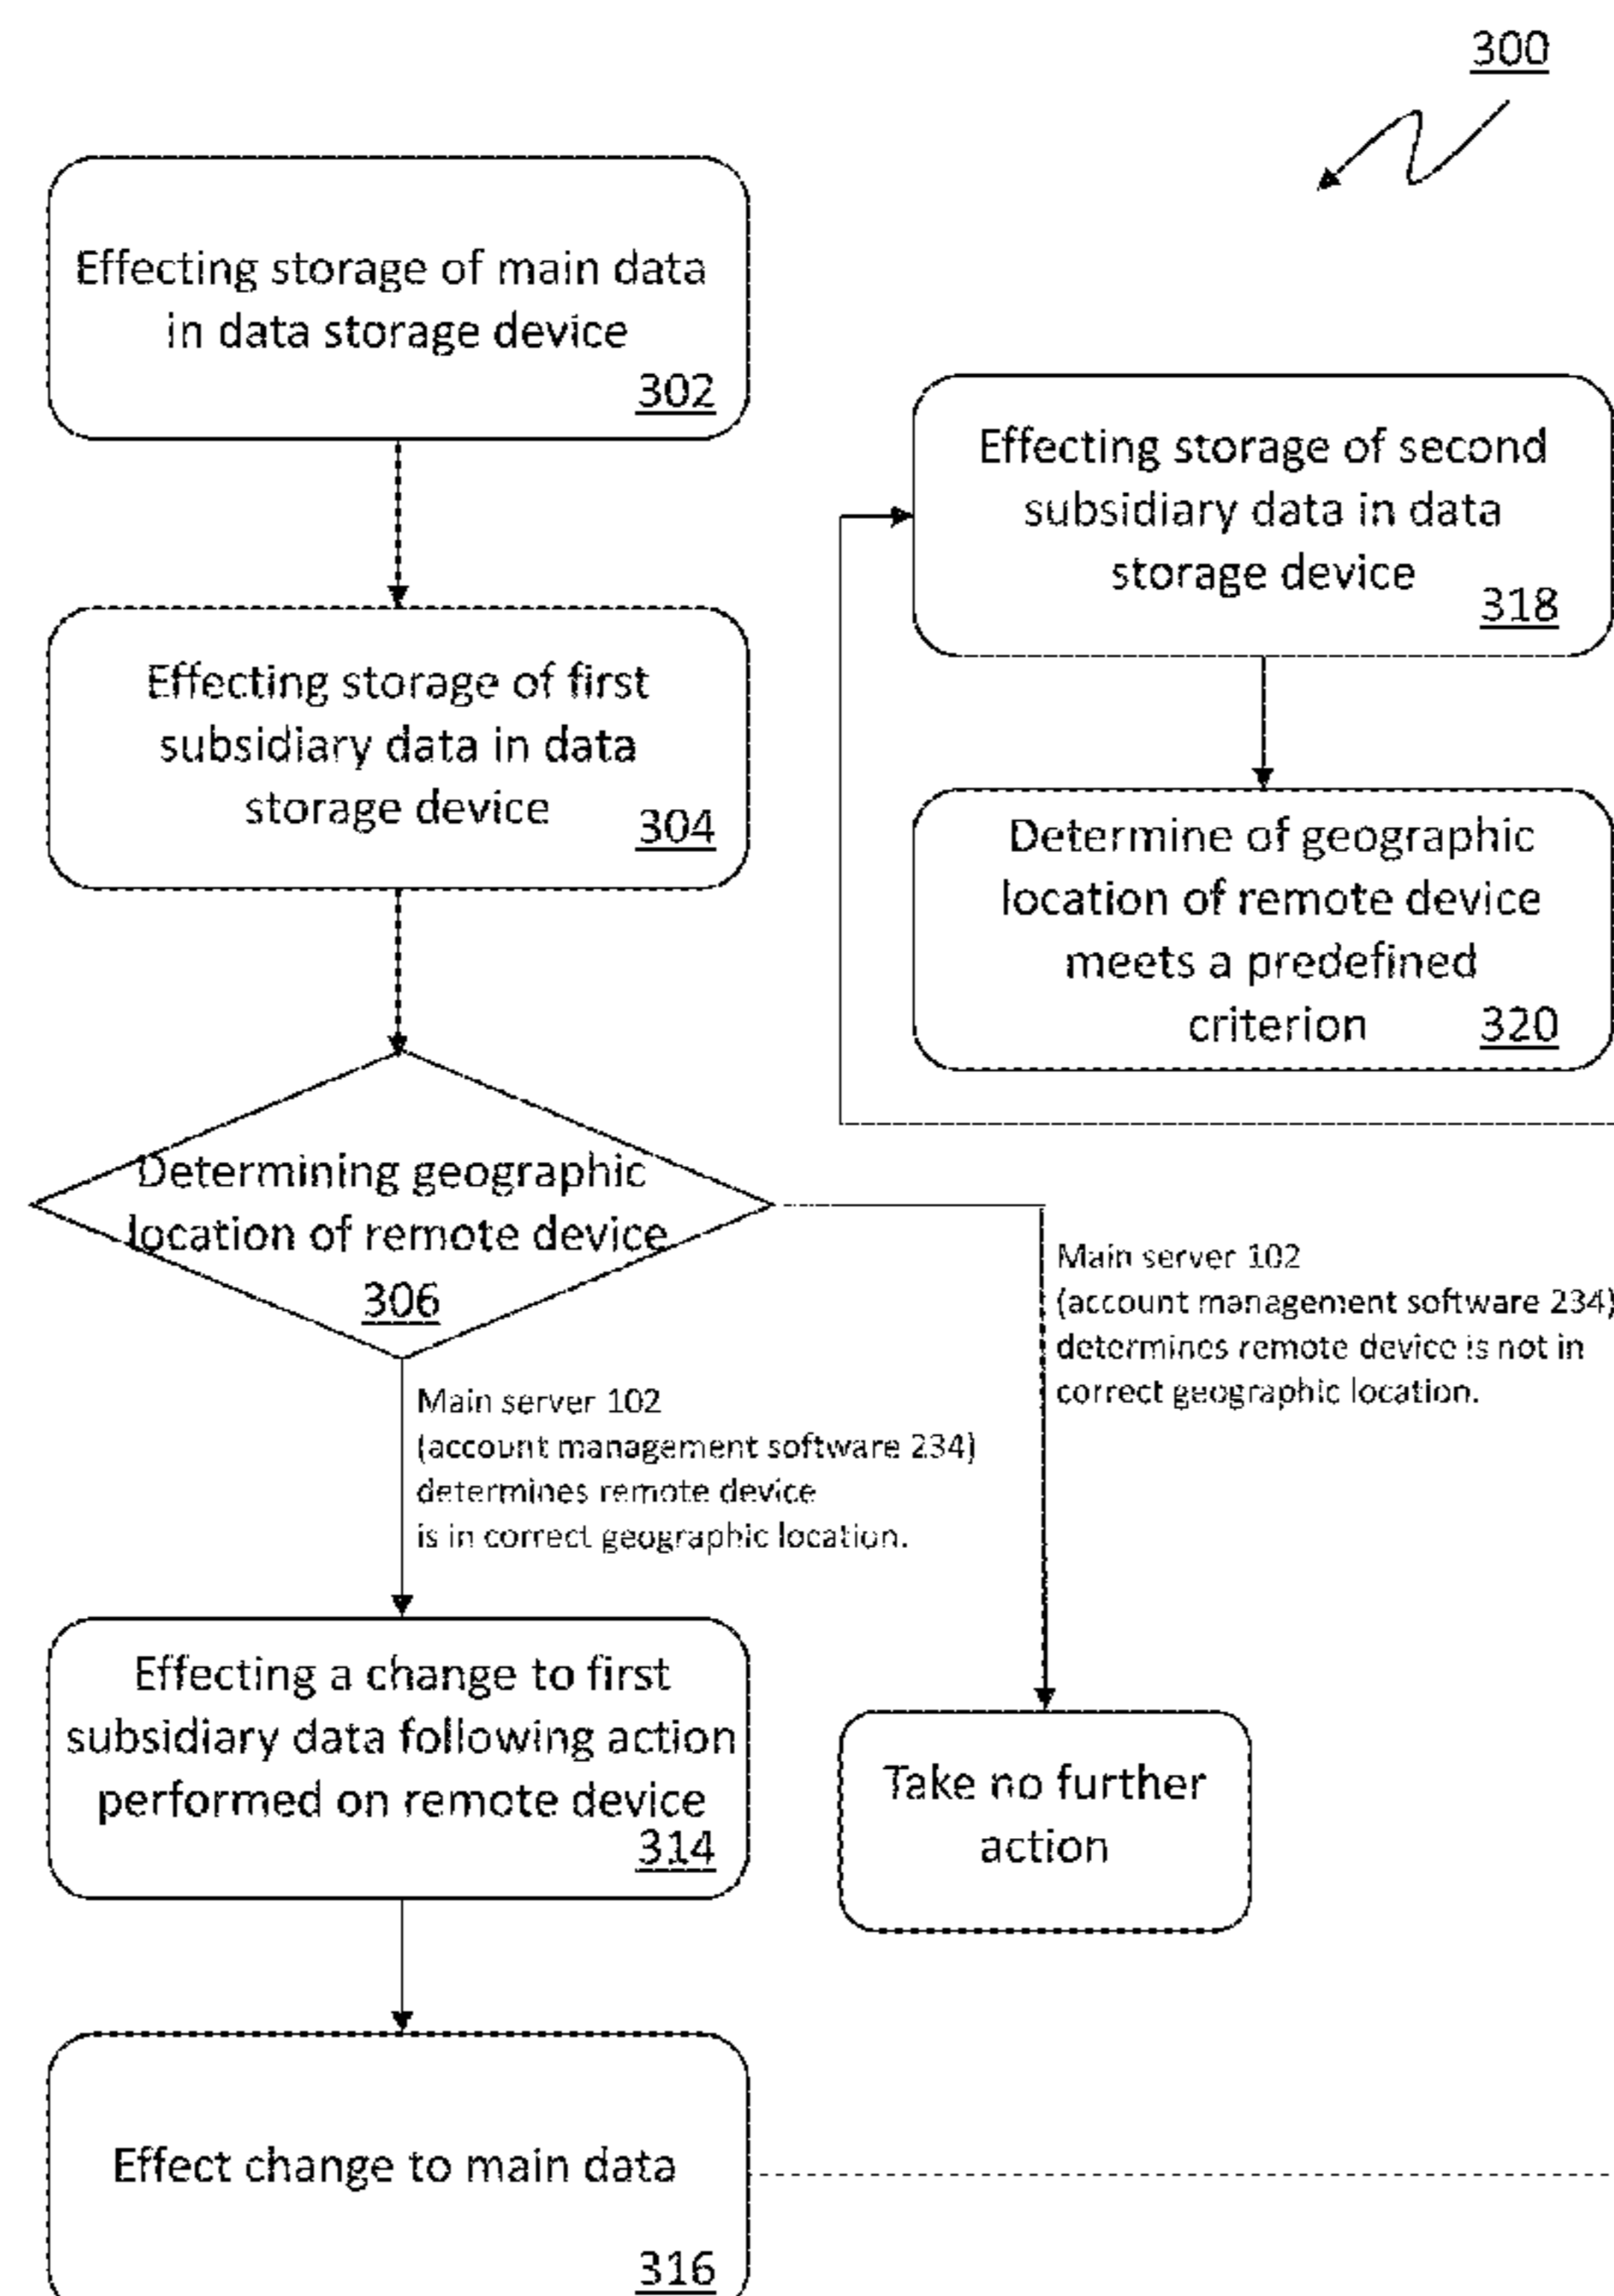 300
Effecting storage of main data
in data storage device
302
Effecting storage of first
subsidiary data in data
storage device
304
Determining geographic
location of remote device
306
Main server 102
(account management software 234)
determines remote device
is in correct geographic location.
Effecting a change to first
subsidiary data following action
performed on remote device
314
Effect change to main data
316
Effecting storage of second
subsidiary data in data
storage device
318
Determine of geographic
location of remote device
meets a predefined
criterion
320
Main server 102
(account management software 234)
determines remote device is not in
correct geographic location.
Take no further
action